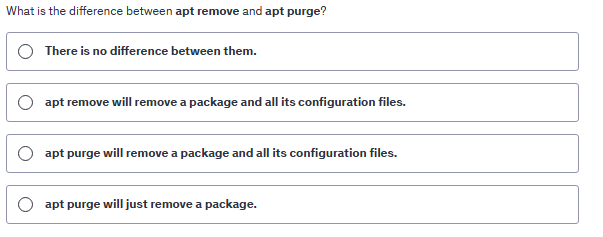 What is the difference between apt remove and apt purge?
There is no difference between them.
apt remove will remove a package and all its configuration files.
apt purge will remove a package and all its configuration files.
apt purge will just remove a package.